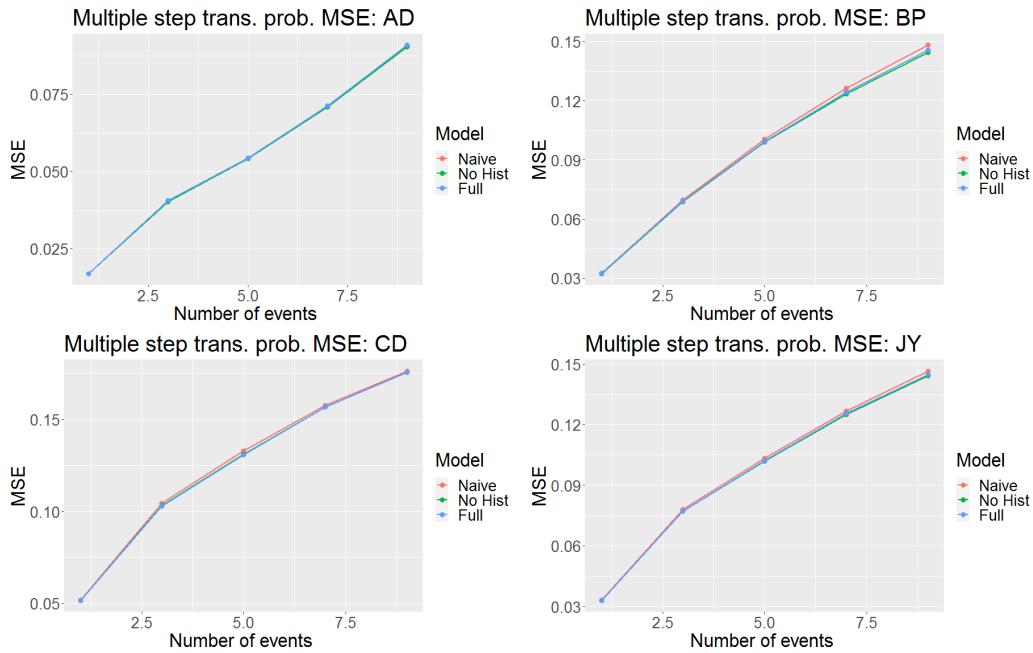 Multiple step trans. prob. MSE: AD
MSE
0.075
0.050
0.025
2.5 5.0 7.5
Number of events
Model
Naive
No Hist
Full
Multiple step trans. prob. MSE: BP
MSE
0.15
0.12
0.09
0.06
0.03
2.5 5.0 7.5
Number of events
Model
Naive
No Hist
Full
Multiple step trans. prob. MSE: CD
MSE
0.15
0.10
0.05
2.5 5.0 7.5
Number of events
Model
Naive
No Hist
Full
Multiple step trans. prob. MSE: JY
MSE
0.15
0.12
0.09
0.06
0.03
2.5 5.0 7.5
Number of events
Model
Naive
No Hist
Full